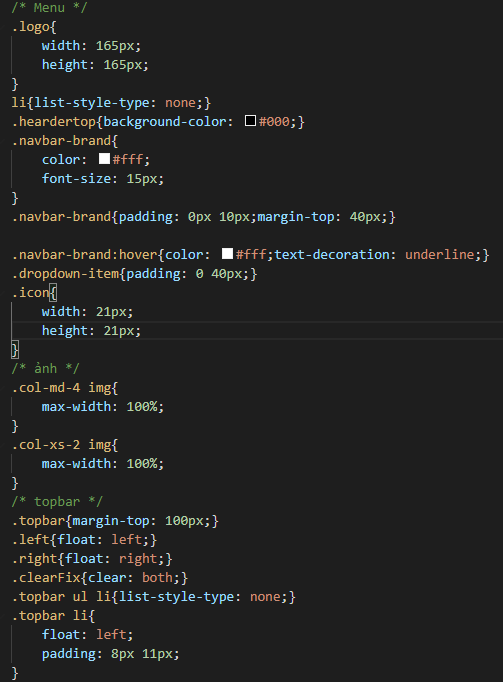 /* Menu */
.logo{
    width: 165px;
    height: 165px;
}
li{list-style-type: none;}
.heardertop{background-color: #000;}
.navbar-brand{
    color: #fff;
    font-size: 15px;
}
.navbar-brand{padding: 0px 10px;margin-top: 40px;}

.navbar-brand:hover{color: #fff;text-decoration: underline;}
.dropdown-item{padding: 0 40px;}
.icon{
    width: 21px;
    height: 21px;
}
/* ảnh */
.col-md-4 img{
    max-width: 100%;
}
.col-xs-2 img{
    max-width: 100%;
}
/* topbar */
.topbar{margin-top: 100px;}
.left{float: left;}
.right{float: right;}
.clearFix{clear: both;}
.topbar ul li{list-style-type: none;}
.topbar li{
    float: left;
    padding: 8px 11px;
}